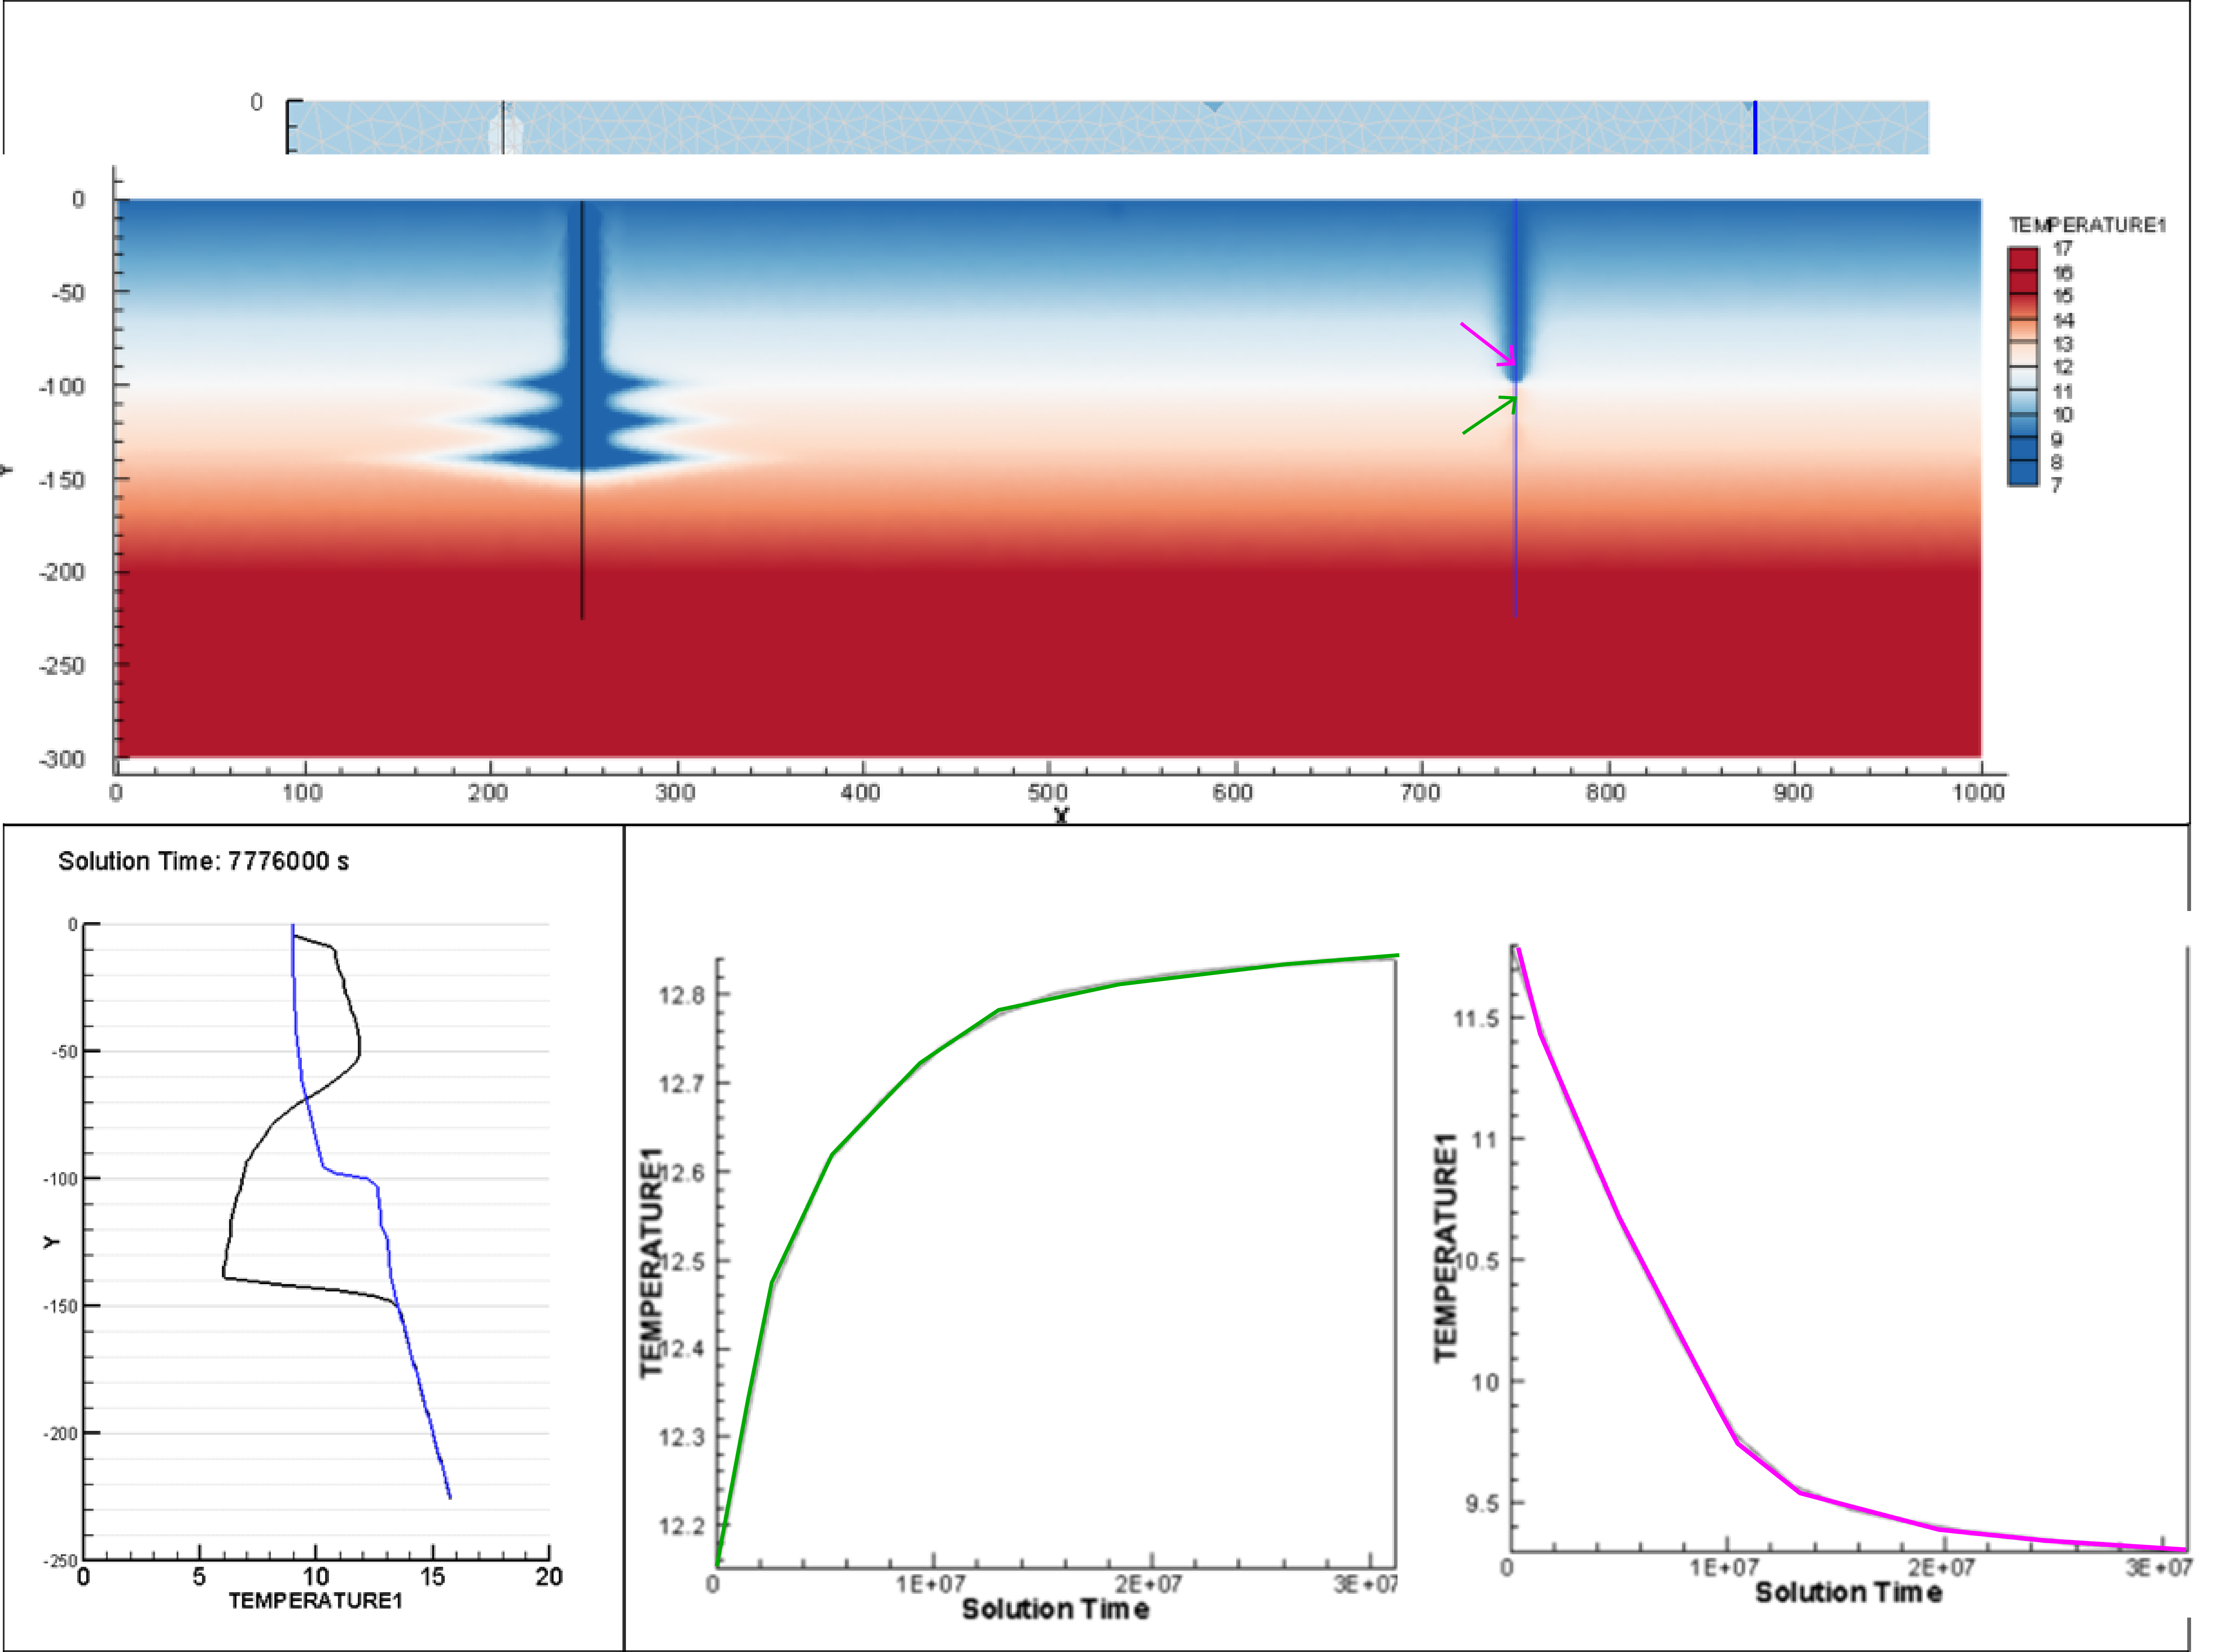 0
0
-50
-100
-150
-200
-250
-300
Y
0 100 200 300 400 500 600 700 800 900 1000
X
TEMPERATURE1
17
16
15
14
13
12
11
10
9
8
7
Solution Time: 7776000 s
0
-50
-100
-150
-200
-250
Y
0 5 10 15 20
TEMPERATURE1
12.8
12.7
12.6
12.5
12.4
12.3
12.2
TEMPERATURE1
0 1E+07 2E+07 3E+07
Solution Time
11.5
11
10.5
10
9.5
TEMPERATURE1
0 1E+07 2E+07 3E+07
Solution Time